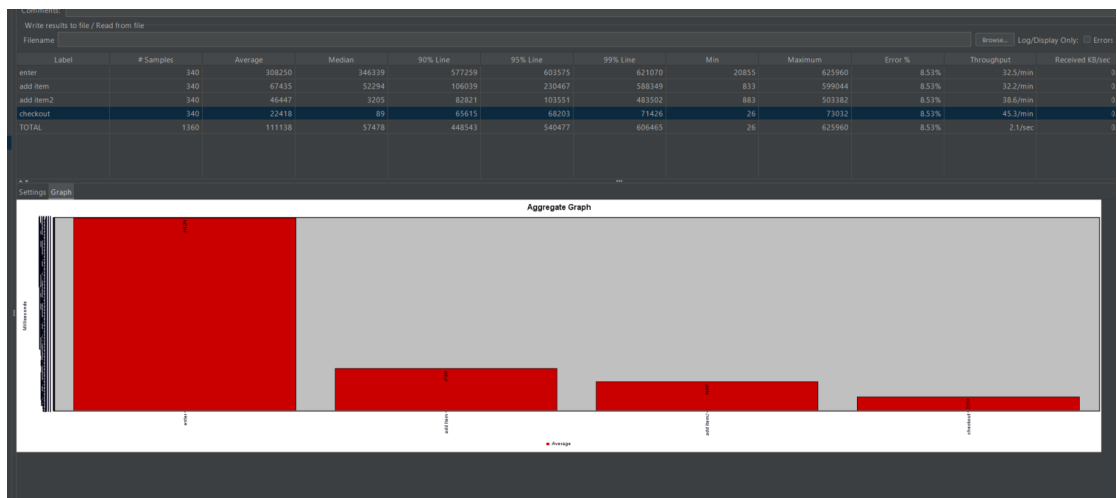 Comments:
Write results to file / Read from file
Filename Browse... Log/Display Only: Errors
Label # Samples Average Median 90% Line 95% Line 99% Line Min Maximum Error % Throughput Received KB/sec
enter 340 308250 346339 577259 603575 621070 20855 625960 8.53% 32.5/min
add item 340 67435 52294 106039 230467 588349 833 599044 8.53% 32.2/min
add item2 340 46447 3205 82821 103551 483502 883 503382 8.53% 38.6/min
checkout 340 22418 89 65615 68203 71426 26 73032 8.53% 45.3/min
TOTAL 1360 111138 57478 448543 540477 606465 26 625960 8.53% 2.1/sec
Settings Graph
Aggregate Graph
Milliseconds
enter
add item
add item2
checkout
Average